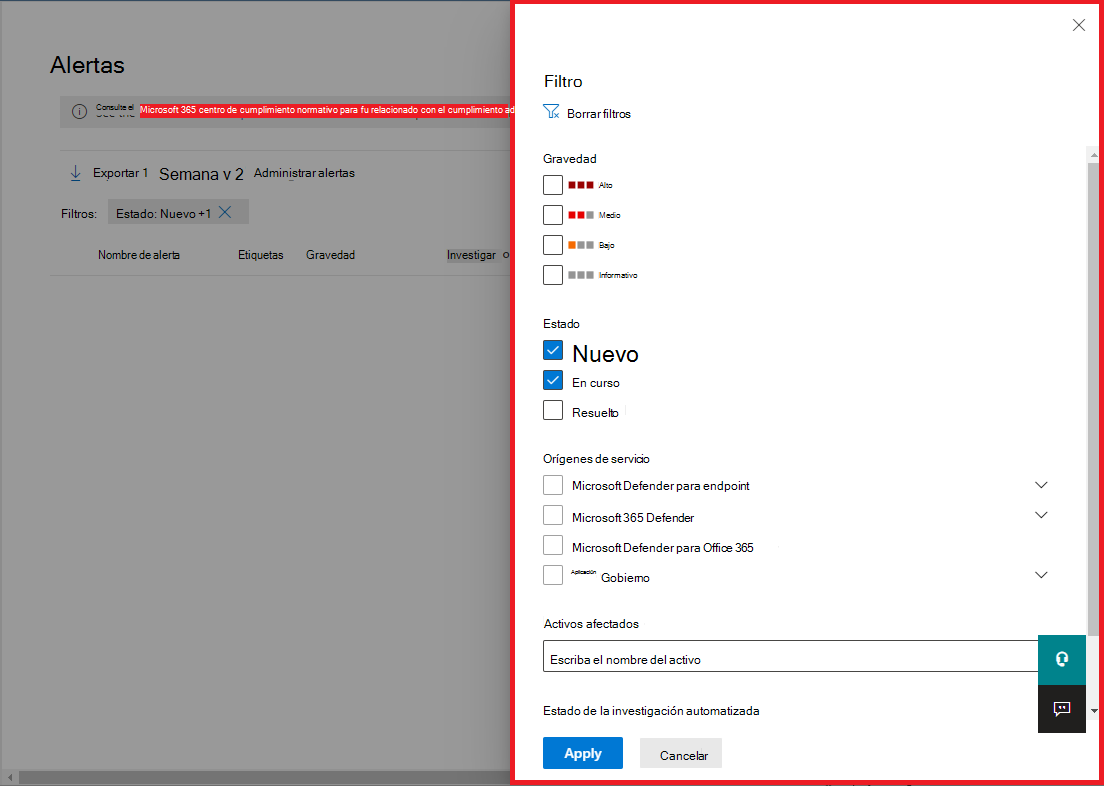 Alertas
Consulte el Microsoft 365 centro de cumplimiento normativo para fu relacionado con el cumplimiento ad
Exportar 1 Semana v 2 Administrar alertas
Filtros: Estado: Nuevo +1
Nombre de alerta Etiquetas Gravedad Investigar o
Filtro
Borrar filtros
Gravedad
Alto
Medio
Bajo
Informativo
Estado
Nuevo
En curso
Resuelto
Orígenes de servicio
Microsoft Defender para endpoint
Microsoft 365 Defender
Microsoft Defender para Office 365
Aplicación Gobierno
Activos afectados
Escriba el nombre del activo
Estado de la investigación automatizada
Apply Cancelar